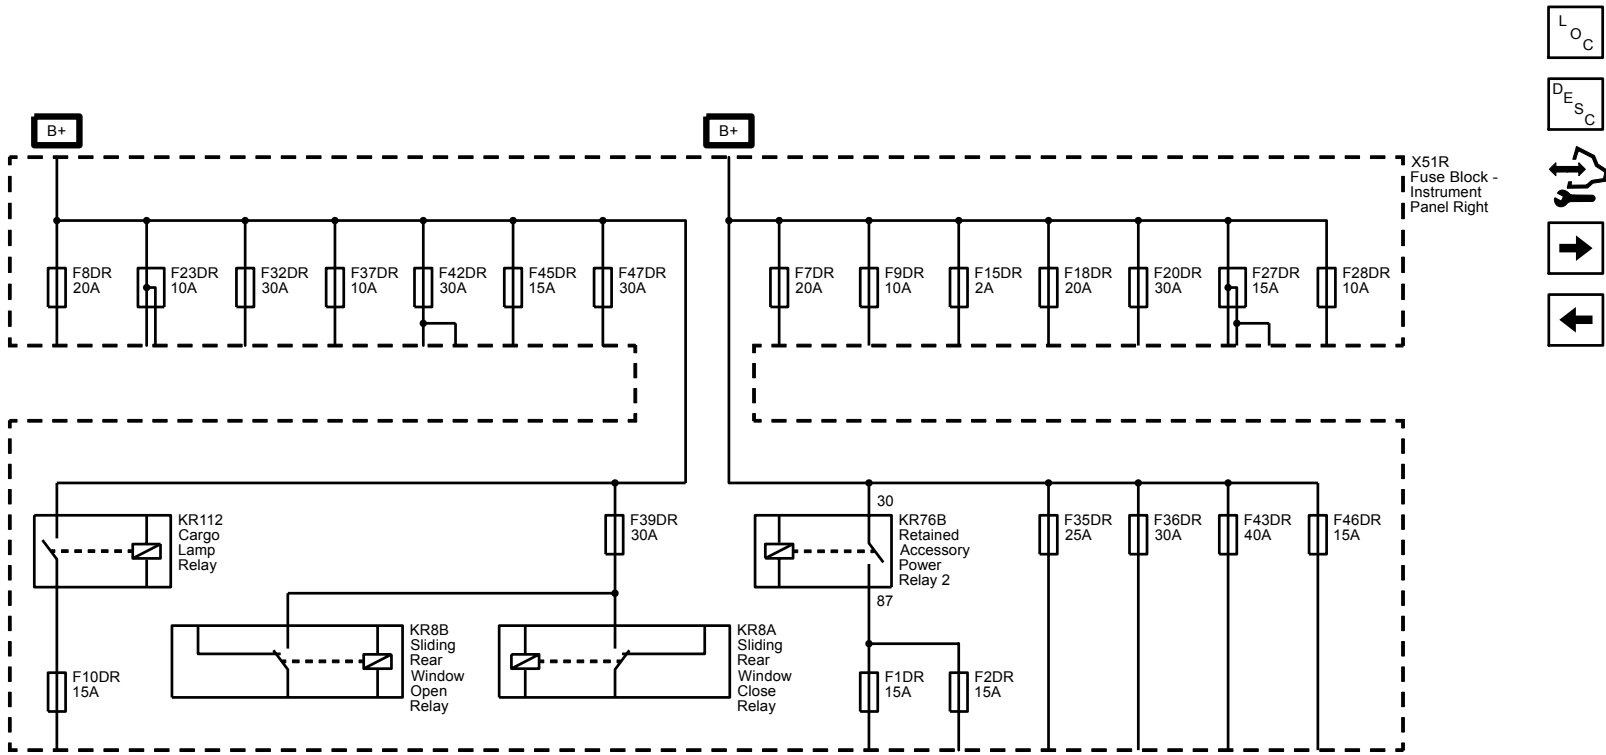 L
O
C
D
E
S
C
B+
B+
X51R
Fuse Block -
Instrument
Panel Right
F8DR
20A
F23DR
10A
F32DR
30A
F37DR
10A
F42DR
30A
F45DR
15A
F47DR
30A
F7DR
20A
F9DR
10A
F15DR
2A
F18DR
20A
F20DR
30A
F27DR
15A
F28DR
10A
KR112
Cargo
Lamp
Relay
F39DR
30A
30
KR76B
Retained
Accessory
Power
Relay 2
87
F35DR
25A
F36DR
30A
F43DR
40A
F46DR
15A
F10DR
15A
KR8B
Sliding
Rear
Window
Open
Relay
KR8A
Sliding
Rear
Window
Close
Relay
F1DR
15A
F2DR
15A